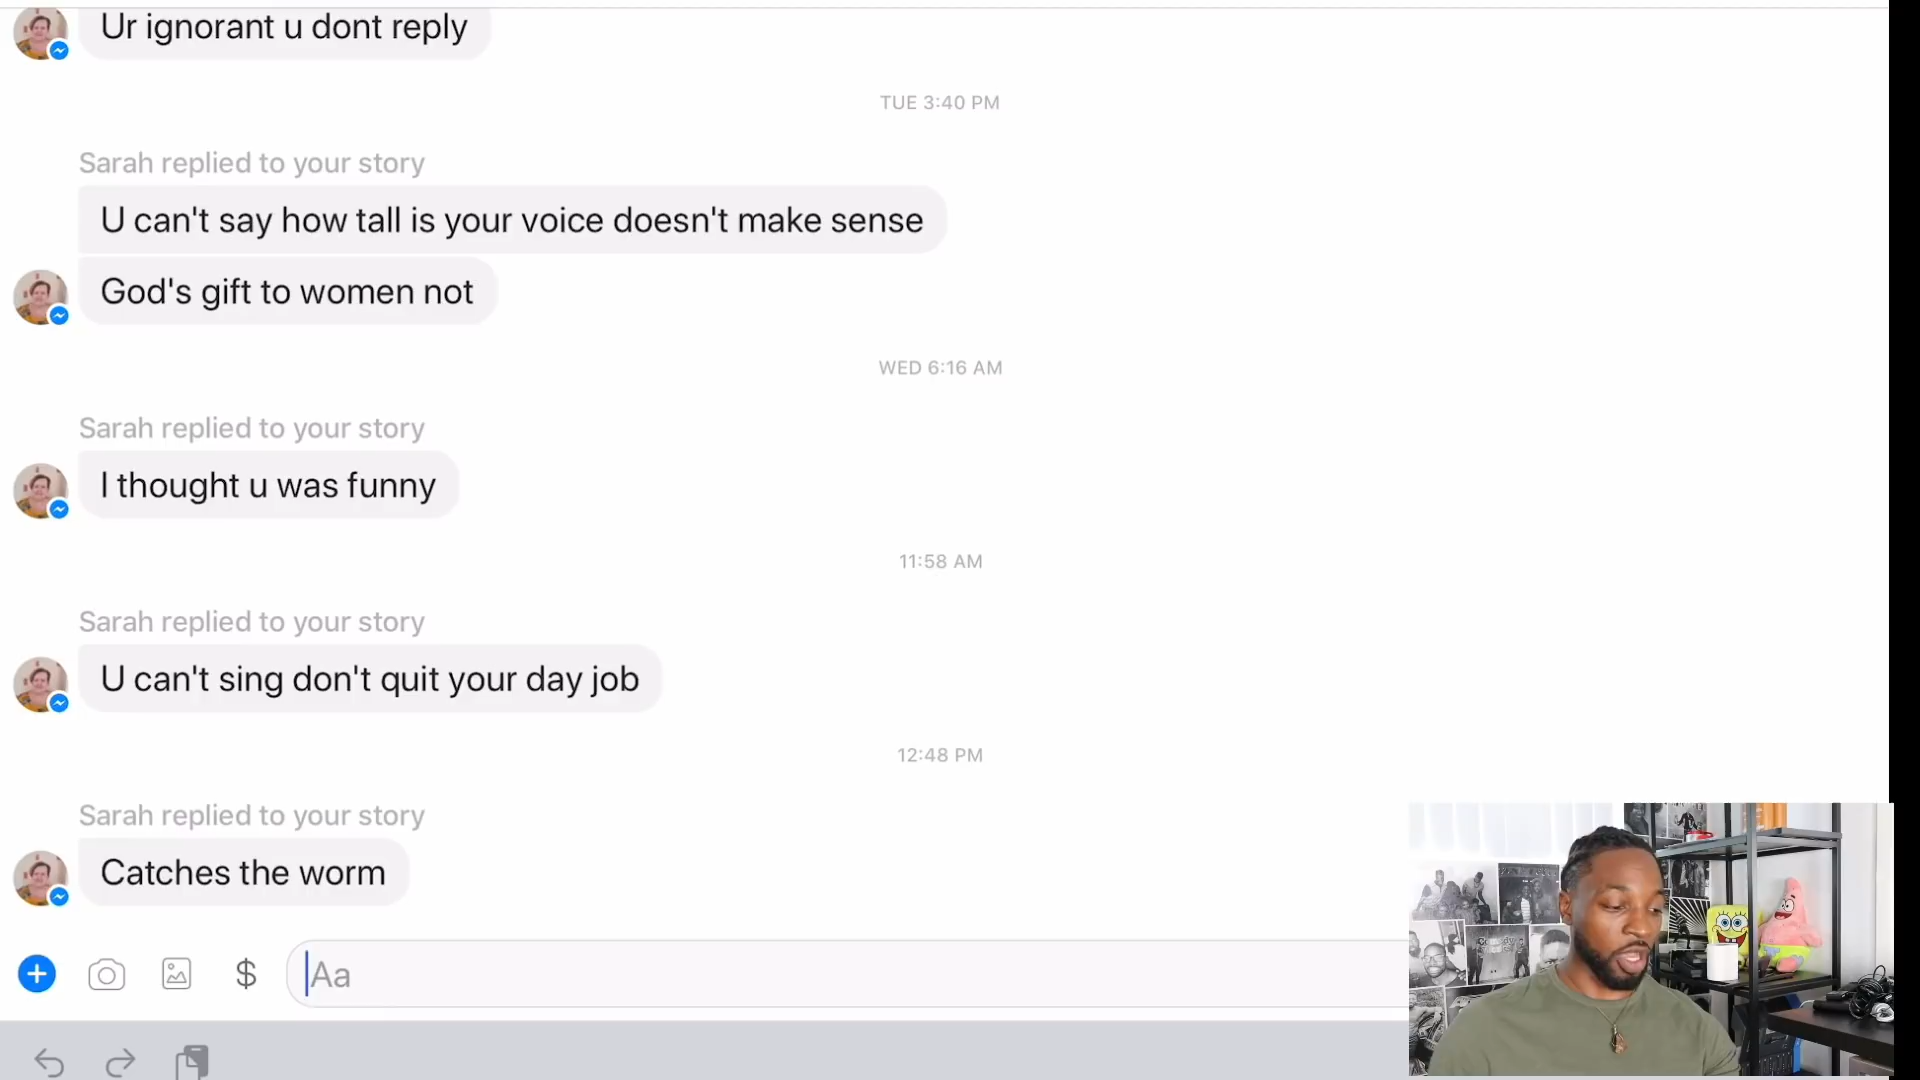 Ur ignorant u dont reply
TUE 3:40 PM
Sarah replied to your story
U can't say how tall is your voice doesn't make sense
God's gift to women not
WED 6:16 AM
Sarah replied to your story
I thought u was funny
11:58 AM
Sarah replied to your story
U can't sing don't quit your day job
12:48 PM
Sarah replied to your story
Catches the worm
$
Aa